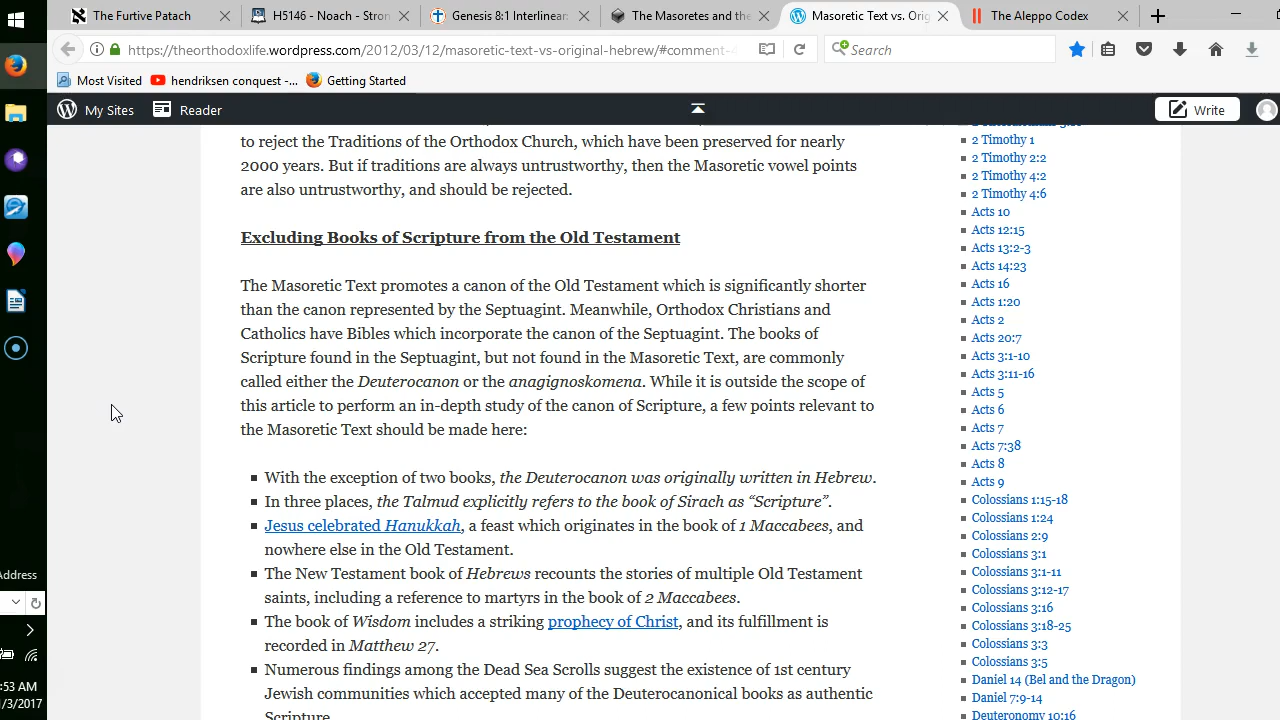 The Furtive Patach
H5146 - Noach - Stron
Genesis 8:1 Interlinear:
The Masoretes and the
Masoretic Text vs. Orig
The Aleppo Codex
https://theorthodoxlife.wordpress.com/2012/03/12/masoretic-text-vs-original-hebrew/#comment-
Search
Most Visited
hendriksen conquest -...
Getting Started
My Sites
Reader
Write
to reject the Traditions of the Orthodox Church, which have been preserved for nearly
2000 years. But if traditions are always untrustworthy, then the Masoretic vowel points
are also untrustworthy, and should be rejected.
Excluding Books of Scripture from the Old Testament
The Masoretic Text promotes a canon of the Old Testament which is significantly shorter
than the canon represented by the Septuagint. Meanwhile, Orthodox Christians and
Catholics have Bibles which incorporate the canon of the Septuagint. The books of
Scripture found in the Septuagint, but not found in the Masoretic Text, are commonly
called either the Deuterocanon or the anagignoskomena. While it is outside the scope of
this article to perform an in-depth study of the canon of Scripture, a few points relevant to
the Masoretic Text should be made here:
With the exception of two books, the Deuterocanon was originally written in Hebrew.
In three places, the Talmud explicitly refers to the book of Sirach as “Scripture”.
Jesus celebrated Hanukkah, a feast which originates in the book of 1 Maccabees, and
nowhere else in the Old Testament.
The New Testament book of Hebrews recounts the stories of multiple Old Testament
saints, including a reference to martyrs in the book of 2 Maccabees.
The book of Wisdom includes a striking prophecy of Christ, and its fulfillment is
recorded in Matthew 27.
Numerous findings among the Dead Sea Scrolls suggest the existence of 1st century
Jewish communities which accepted many of the Deuterocanonical books as authentic
Scripture.
2 Timothy 1
2 Timothy 2:2
2 Timothy 4:2
2 Timothy 4:6
Acts 10
Acts 12:15
Acts 13:2-3
Acts 14:23
Acts 16
Acts 1:20
Acts 2
Acts 20:7
Acts 3:1-10
Acts 3:11-16
Acts 5
Acts 6
Acts 7
Acts 7:38
Acts 8
Acts 9
Colossians 1:15-18
Colossians 1:24
Colossians 2:9
Colossians 3:1
Colossians 3:1-11
Colossians 3:12-17
Colossians 3:16
Colossians 3:18-25
Colossians 3:3
Colossians 3:5
Daniel 14 (Bel and the Dragon)
Daniel 7:9-14
Deuteronomy 10:16
Address
:53 AM
1/3/2017